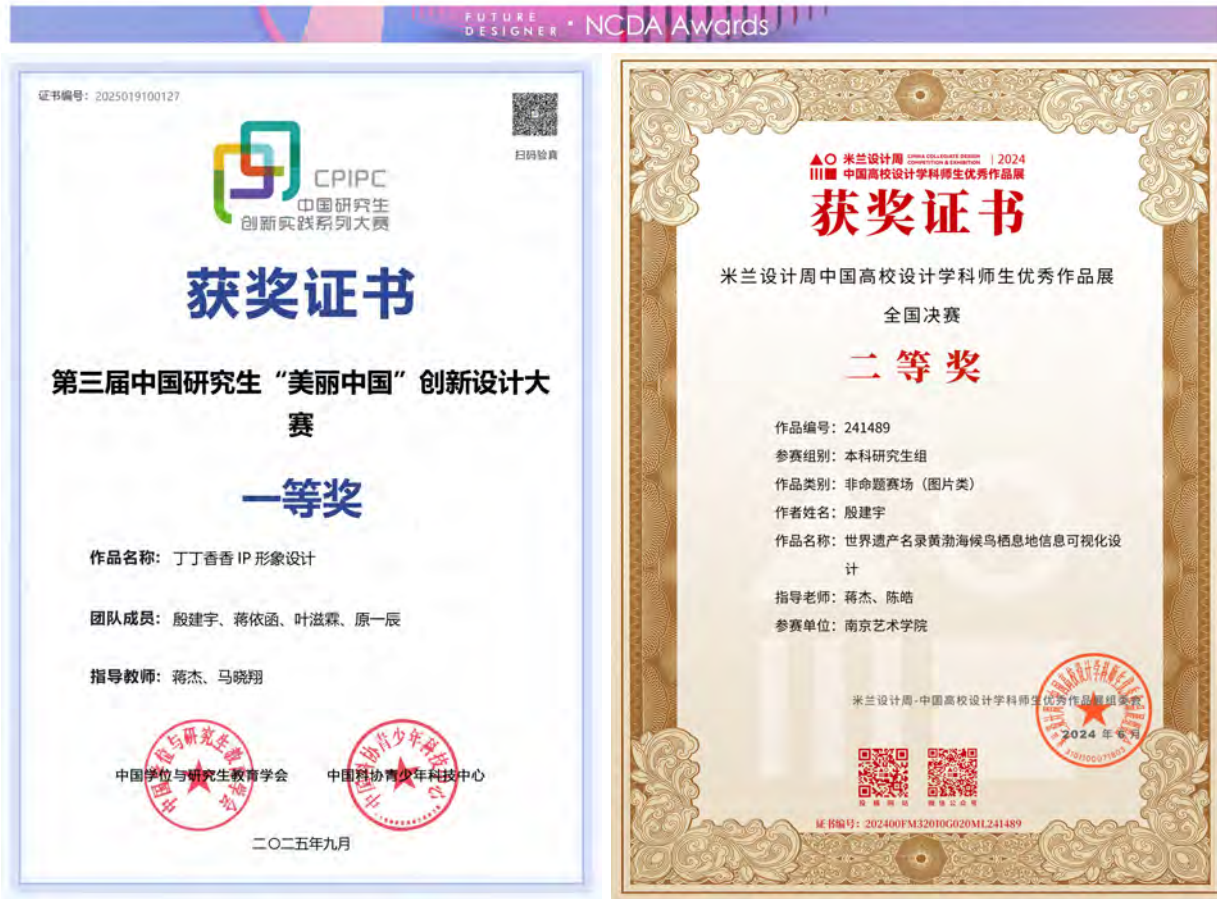 FUTURE
DESIGNER · NCDA Awards
证书编号：2025019100127
扫码验真
CPIPC
中国研究生
创新实践系列大赛
获奖证书
第三届中国研究生“美丽中国”创新设计大
赛
一等奖
作品名称：丁丁香香 IP 形象设计
团队成员：殷建宇、蒋依函、叶滋霖、原一辰
指导教师：蒋杰、马晓翔
中国学位与研究生教育学会
中国科协青少年科技中心
二〇二五年九月
米兰设计周 CHINA COLLEGIATE DESIGN COMPETITION & EXHIBITION | 2024
中国高校设计学科师生优秀作品展
获奖证书
米兰设计周中国高校设计学科师生优秀作品展
全国决赛
二等奖
作品编号：241489
参赛组别：本科研究生组
作品类别：非命题赛场（图片类）
作者姓名：殷建宇
作品名称：世界遗产名录黄渤海候鸟栖息地信息可视化设
计
指导老师：蒋杰、陈皓
参赛单位：南京艺术学院
米兰设计周-中国高校设计学科师生优秀作品展组委会
2024 年 6 月
投稿网站
微信公众号
证书编号：202400FM32010G020ML241489